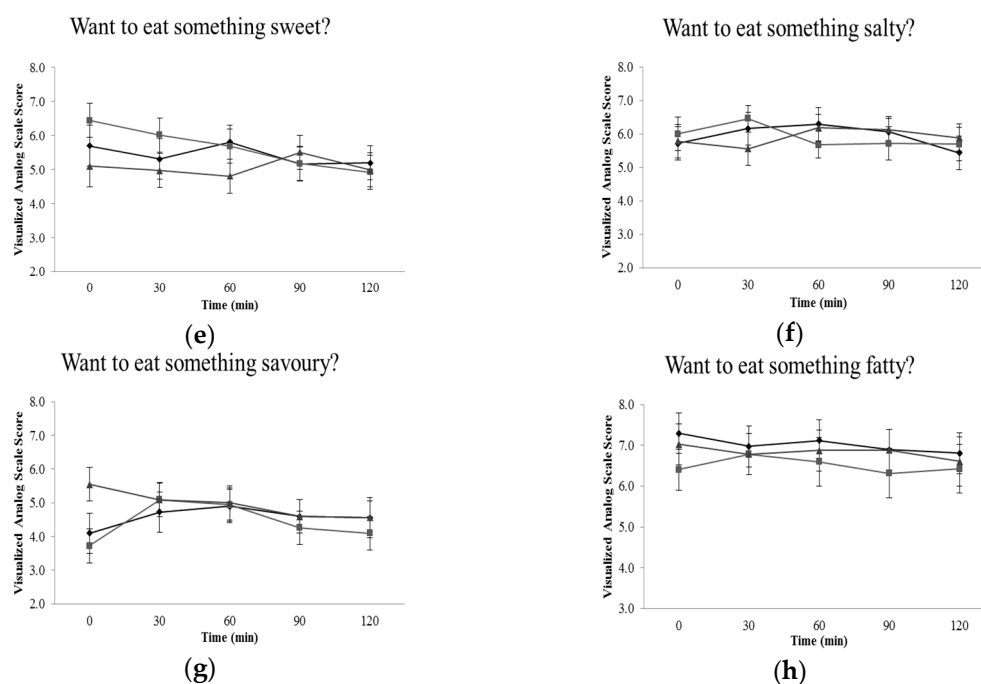 Want to eat something sweet?
Visualized Analog Scale Score
8.0
7.0
6.0
5.0
4.0
3.0
2.0
0 30 60 90 120
Time (min)
(e)
Want to eat something salty?
Visualized Analog Scale Score
8.0
7.0
6.0
5.0
4.0
3.0
2.0
0 30 60 90 120
Time (min)
(f)
Want to eat something savoury?
Visualized Analog Scale Score
8.0
7.0
6.0
5.0
4.0
3.0
2.0
0 30 60 90 120
Time (min)
(g)
Want to eat something fatty?
Visualized Analog Scale Score
8.0
7.0
6.0
5.0
4.0
3.0
0 30 60 90 120
Time (min)
(h)